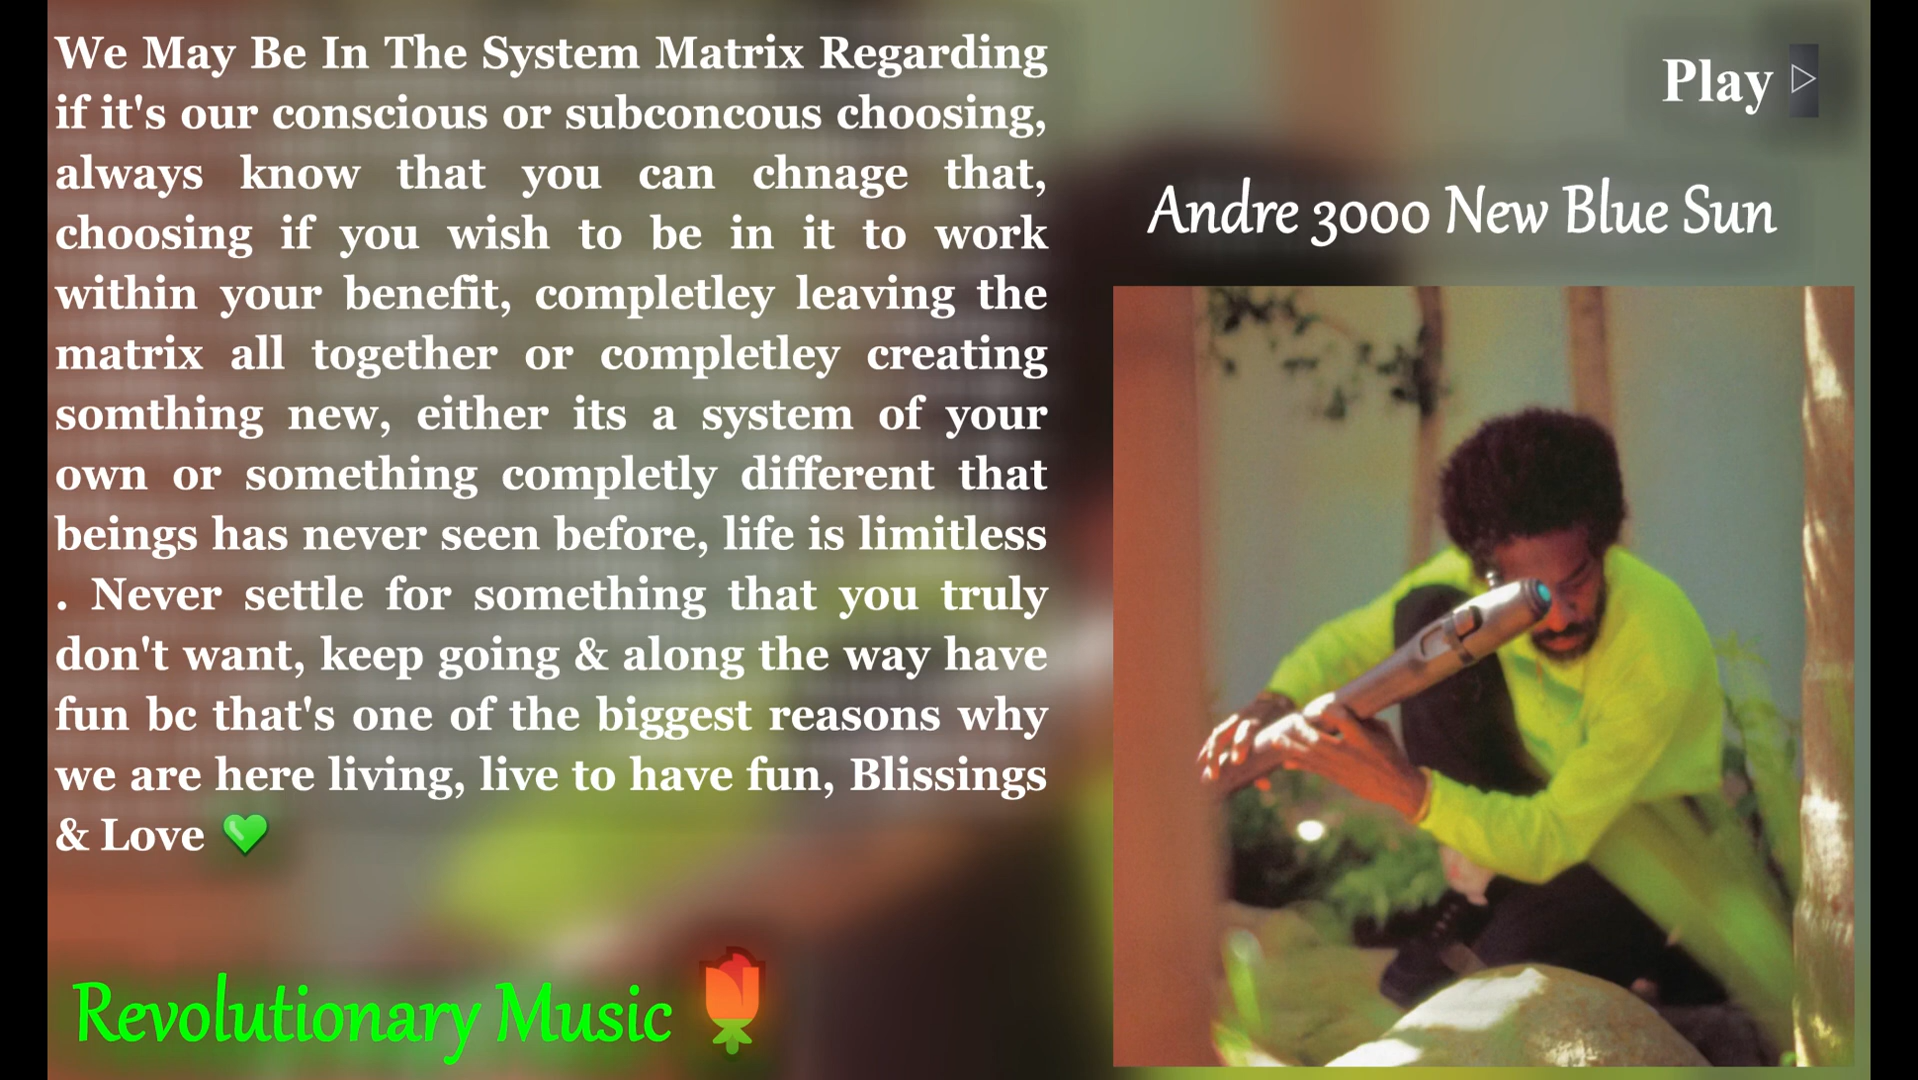 We May Be In The System Matrix Regarding
if it's our conscious or subconcous choosing,
always know that you can chnage that,
choosing if you wish to be in it to work
within your benefit, completley leaving the
matrix all together or completley creating
somthing new, either its a system of your
own or something completly different that
beings has never seen before, life is limitless
. Never settle for something that you truly
don't want, keep going & along the way have
fun bc that's one of the biggest reasons why
we are here living, live to have fun, Blissings
& Love 💚
Revolutionary Music 🌹
Play ▷
Andre 3000 New Blue Sun